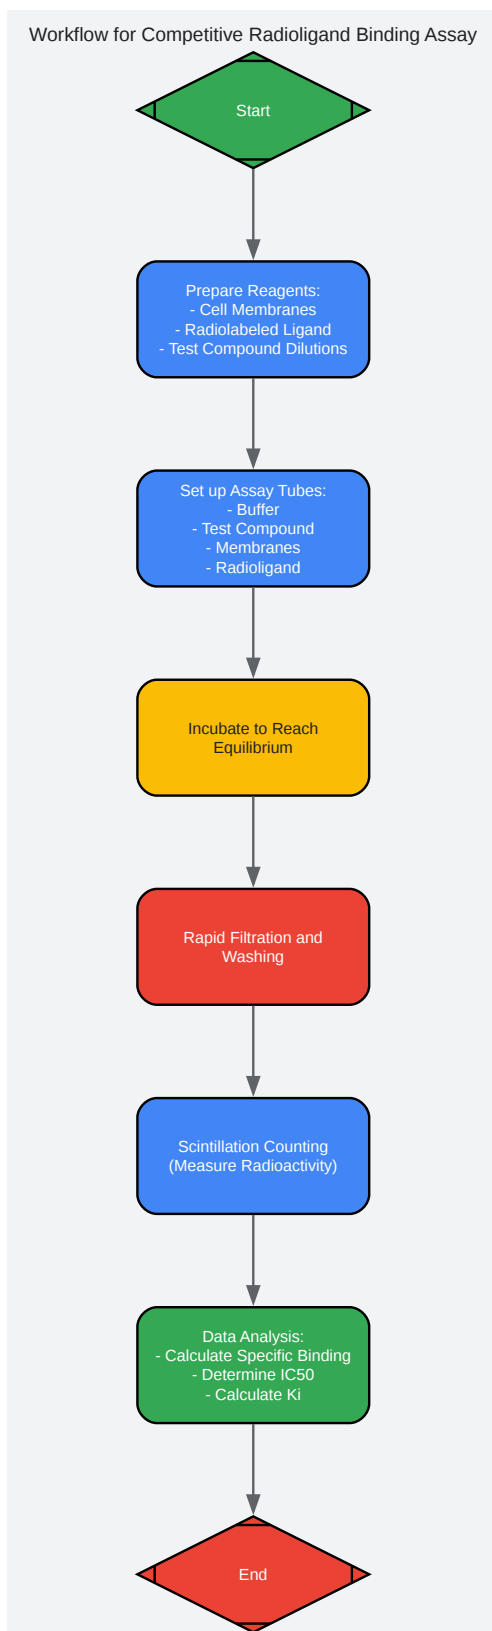 Workflow for Competitive Radioligand Binding Assay
Start
Prepare Reagents:
- Cell Membranes
- Radiolabeled Ligand
- Test Compound Dilutions
Set up Assay Tubes:
- Buffer
- Test Compound
- Membranes
- Radioligand
Incubate to Reach
Equilibrium
Rapid Filtration and
Washing
Scintillation Counting
(Measure Radioactivity)
Data Analysis:
- Calculate Specific Binding
- Determine IC50
- Calculate Ki
End